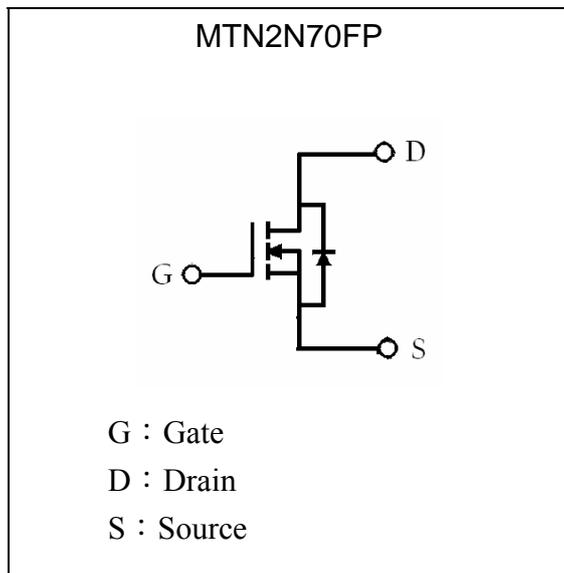 MTN2N70FP
D
G
S
G：Gate
D：Drain
S：Source